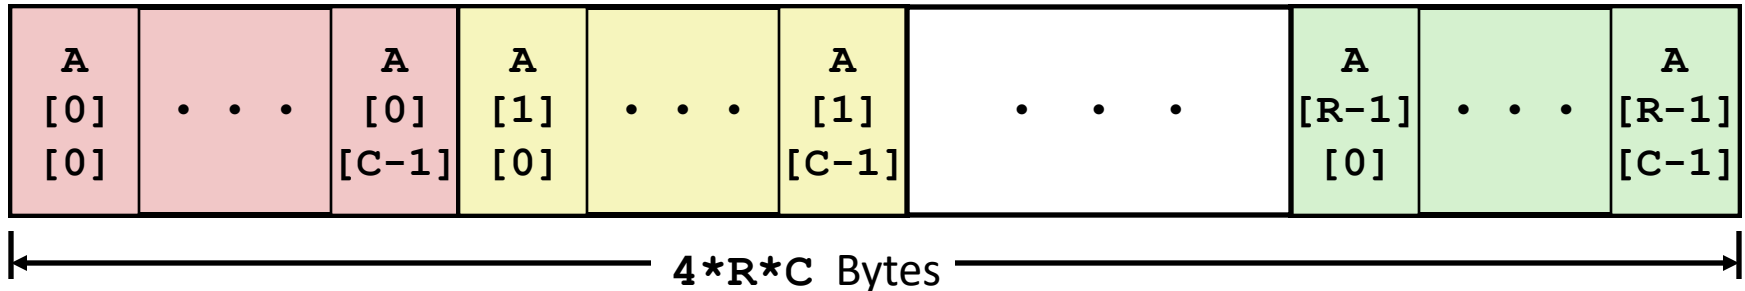 A A A A A A
[0] • • • [0] [1] • • • [1] • • • [R-1] • • • [R-1]
[0] [C-1] [0] [C-1] [0] [C-1]
4*R*C Bytes